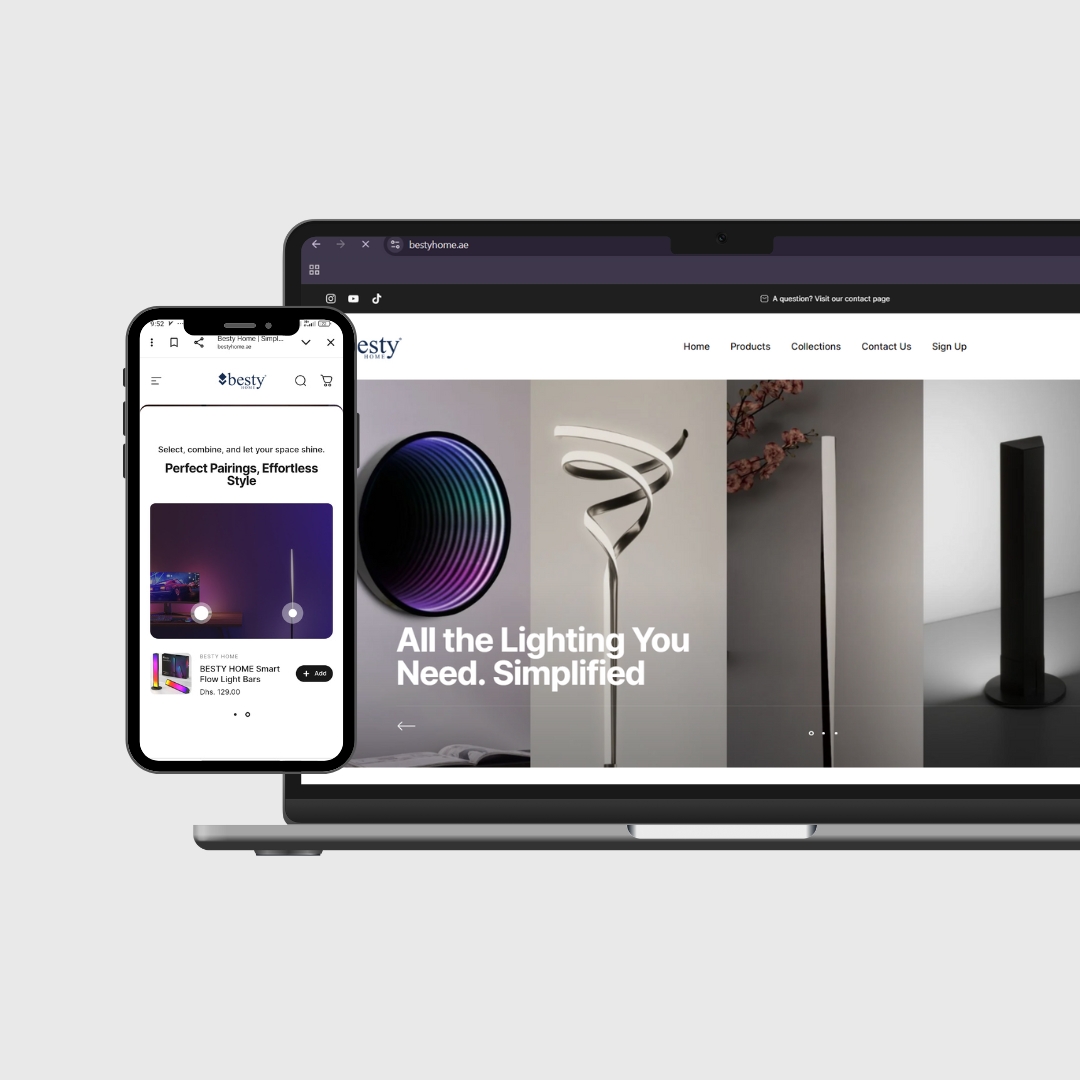 bestyhome.ae
A question? Visit our contact page
esty
HOME
Home Products Collections Contact Us Sign Up
All the Lighting You
Need. Simplified
9:52
Besty Home | Simpl...
bestyhome.ae
besty
HOME
Select, combine, and let your space shine.
Perfect Pairings, Effortless
Style
BESTY HOME
BESTY HOME Smart
Flow Light Bars
Dhs. 129.00
+ Add